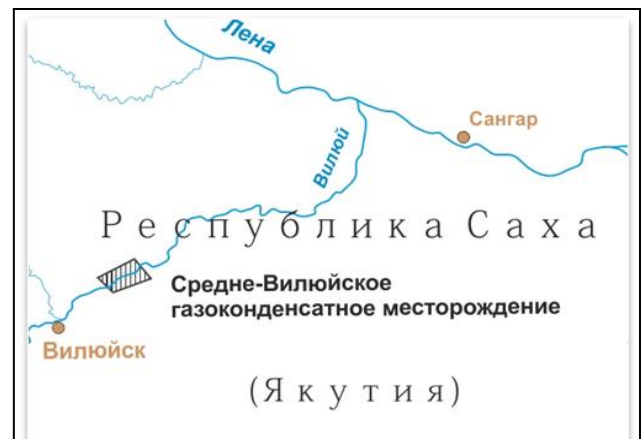 Лена
Сангар
Вилюй
Республика Саха
Средне-Вилюйское
газоконденсатное месторождение
Вилюйск
(Якутия)